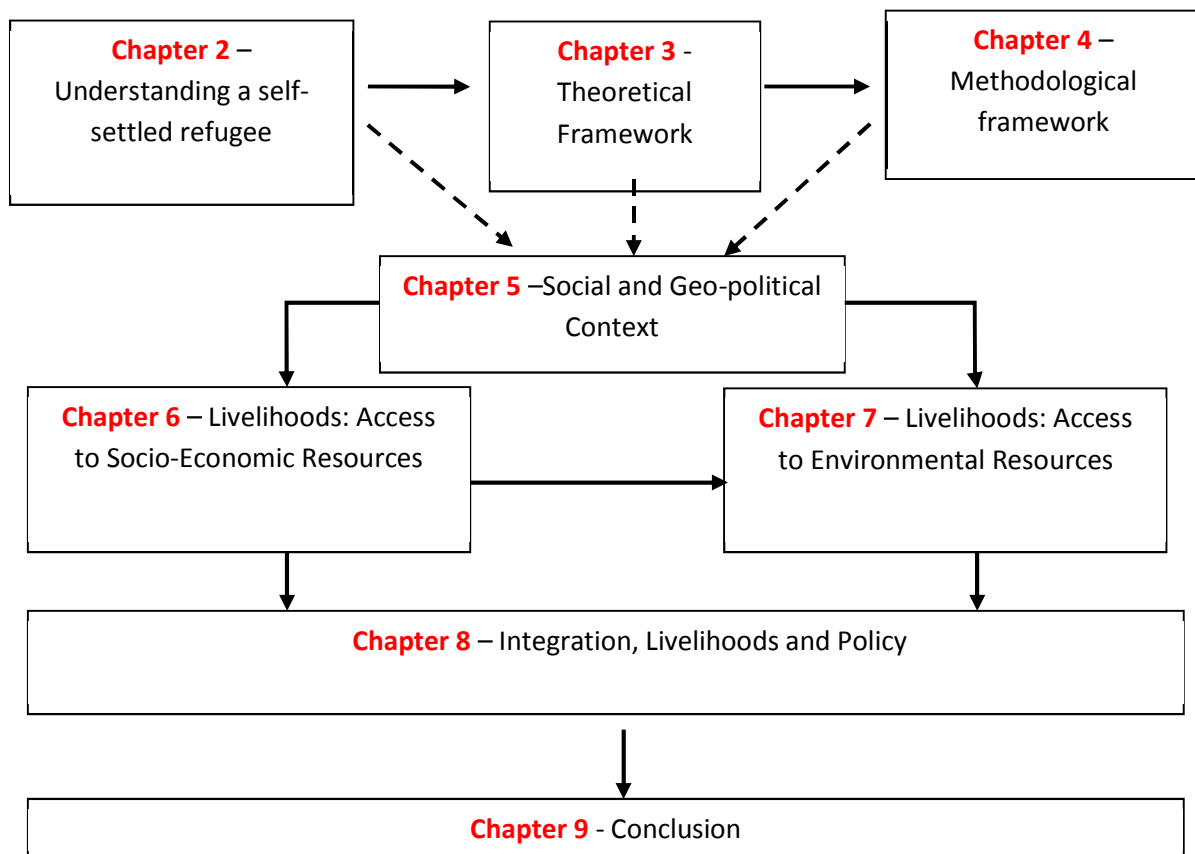 Chapter 2 –
Understanding a self-
settled refugee
Chapter 3 -
Theoretical
Framework
Chapter 4 –
Methodological
framework
Chapter 5 –Social and Geo-political
Context
Chapter 6 – Livelihoods: Access
to Socio-Economic Resources
Chapter 7 – Livelihoods: Access
to Environmental Resources
Chapter 8 – Integration, Livelihoods and Policy
Chapter 9 - Conclusion